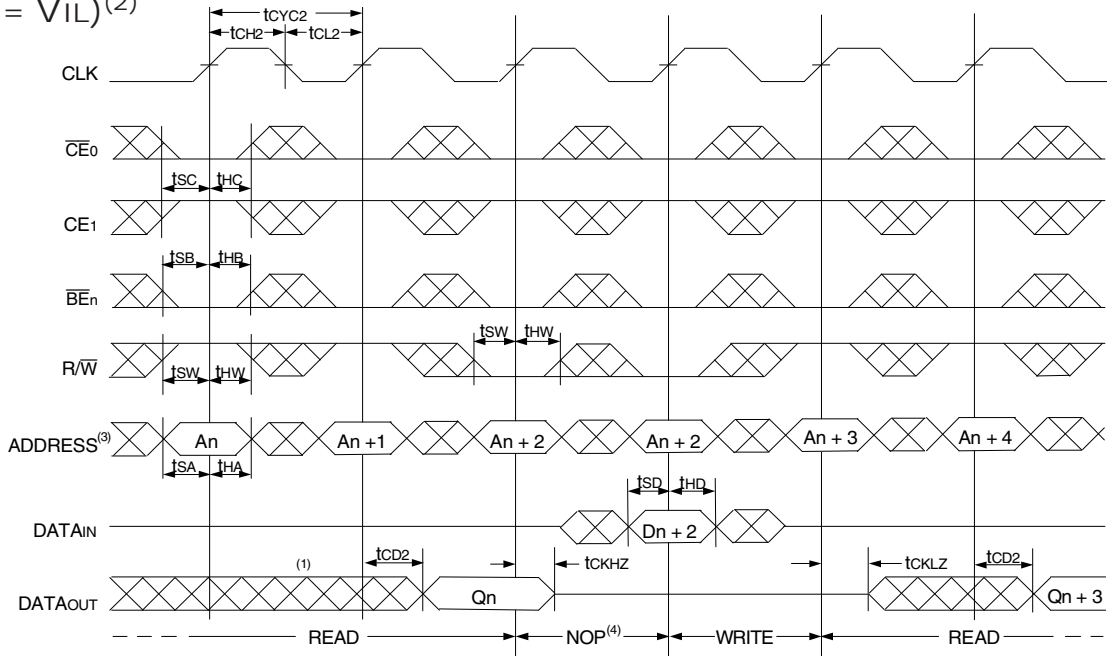 = VIL)(2)
tCYC2
tCH2 tCL2
CLK
CE0
tSC tHC
CE1
tSB tHB
BEn
tSW tHW
R/W
tSW tHW
ADDRESS(3) An An +1 An + 2 An + 2 An + 3 An + 4
tSA tHA
tSD tHD
DATAIN Dn + 2
(1) tCD2 tCKHZ tCKLZ tCD2
DATAOUT Qn Qn + 3
READ NOP(4) WRITE READ